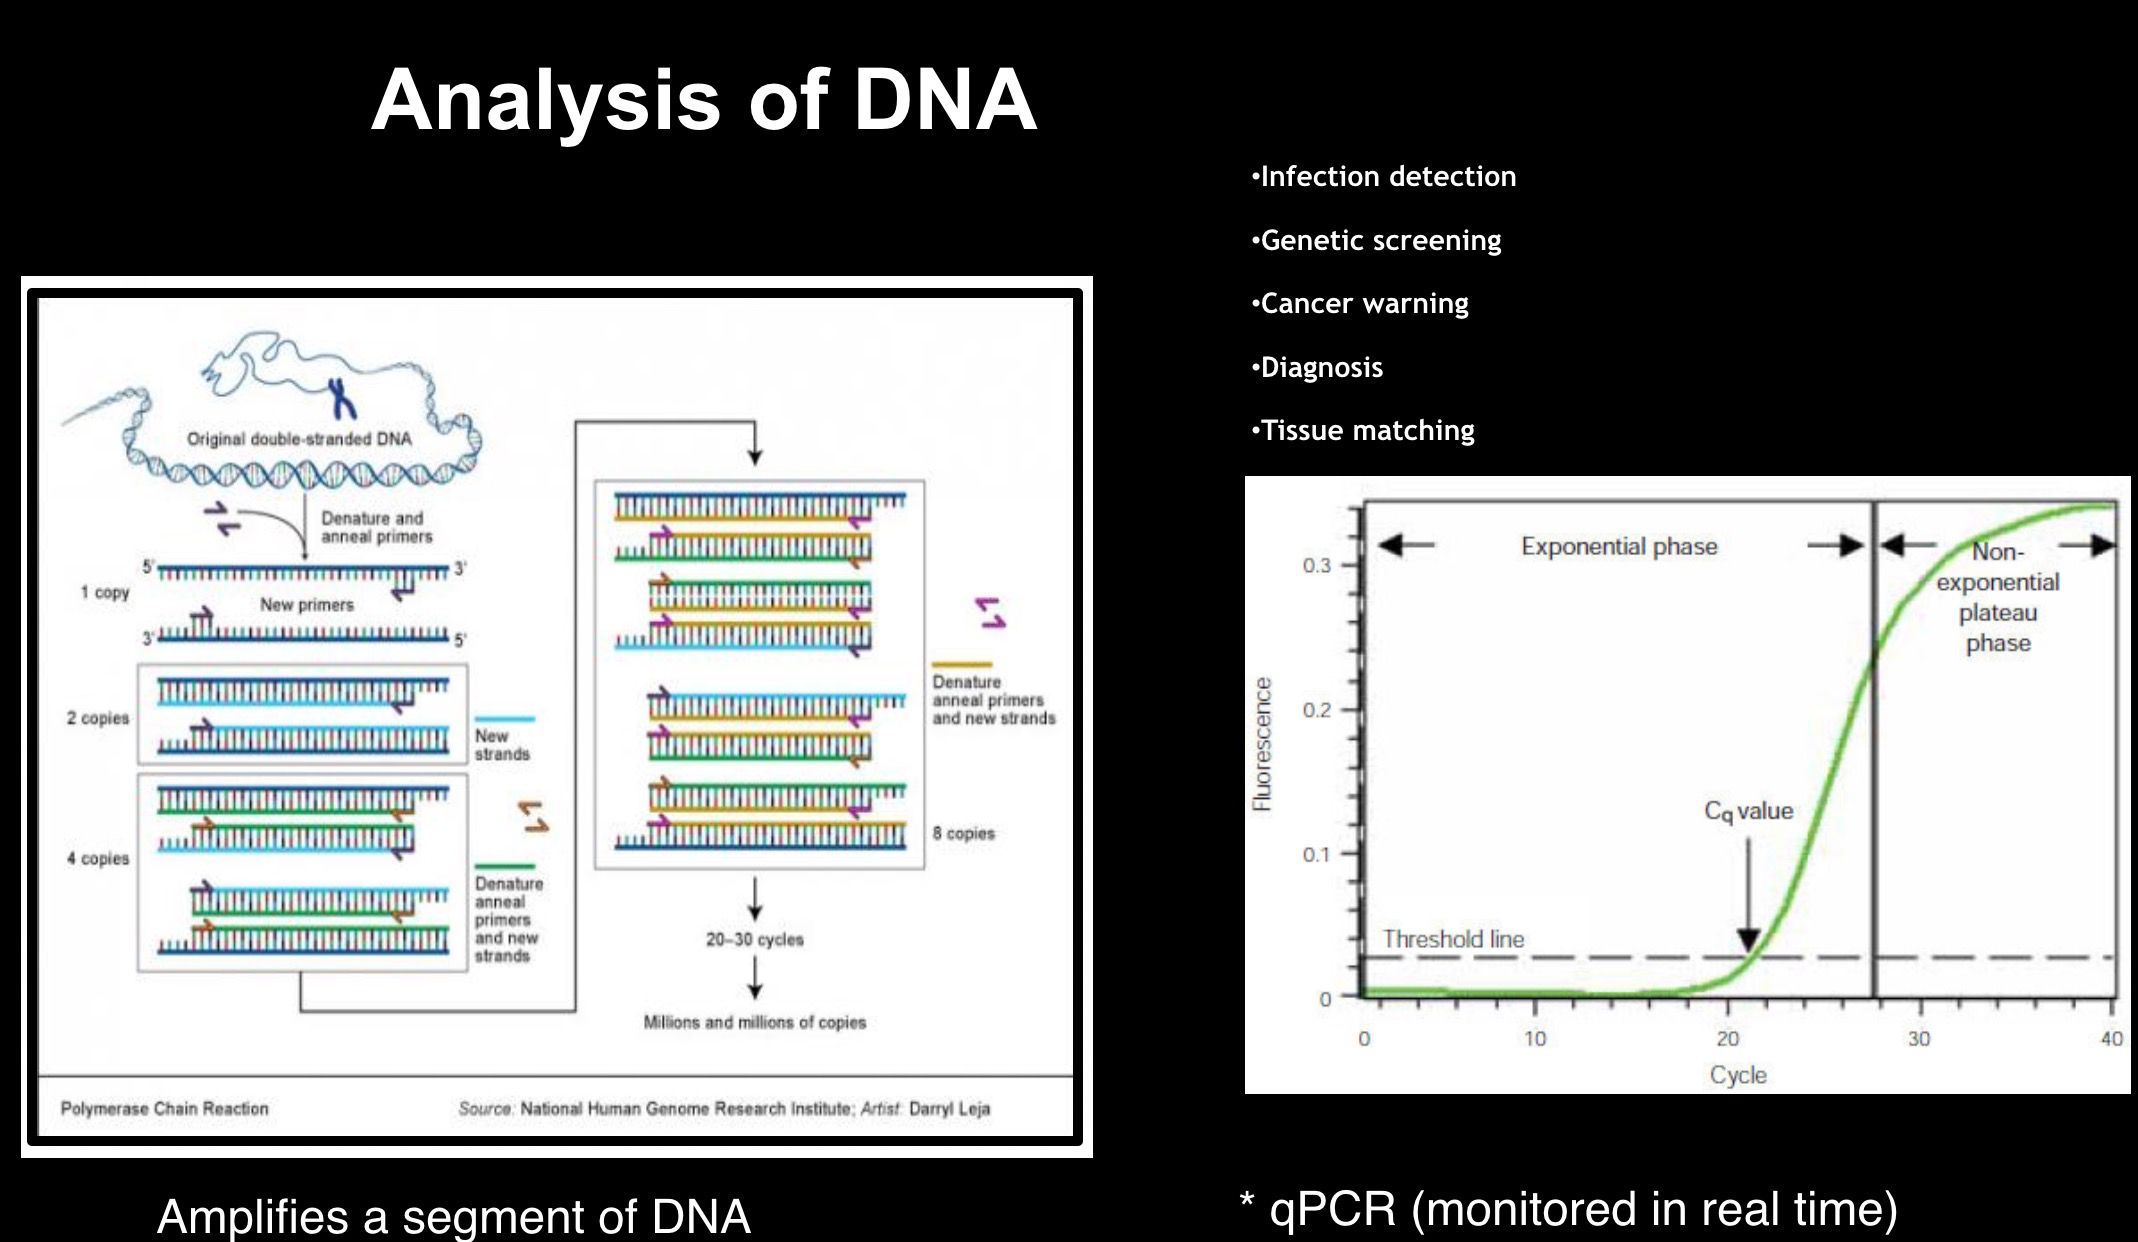 Analysis of DNA
•Infection detection
•Genetic screening
•Cancer warning
•Diagnosis
•Tissue matching
Original double-stranded DNA
Denature and
anneal primers
5'
3'
1 copy
New primers
3'
5'
2 copies
New
strands
4 copies
Denature
anneal
primers
and new
strands
Denature
anneal primers
and new strands
8 copies
20–30 cycles
Millions and millions of copies
Polymerase Chain Reaction
Source: National Human Genome Research Institute; Artist: Darryl Leja
Amplifies a segment of DNA
Exponential phase
Non-
exponential
plateau
phase
Fluorescence
0.3
0.2
0.1
0
Cq value
Threshold line
0
10
20
30
40
Cycle
* qPCR (monitored in real time)